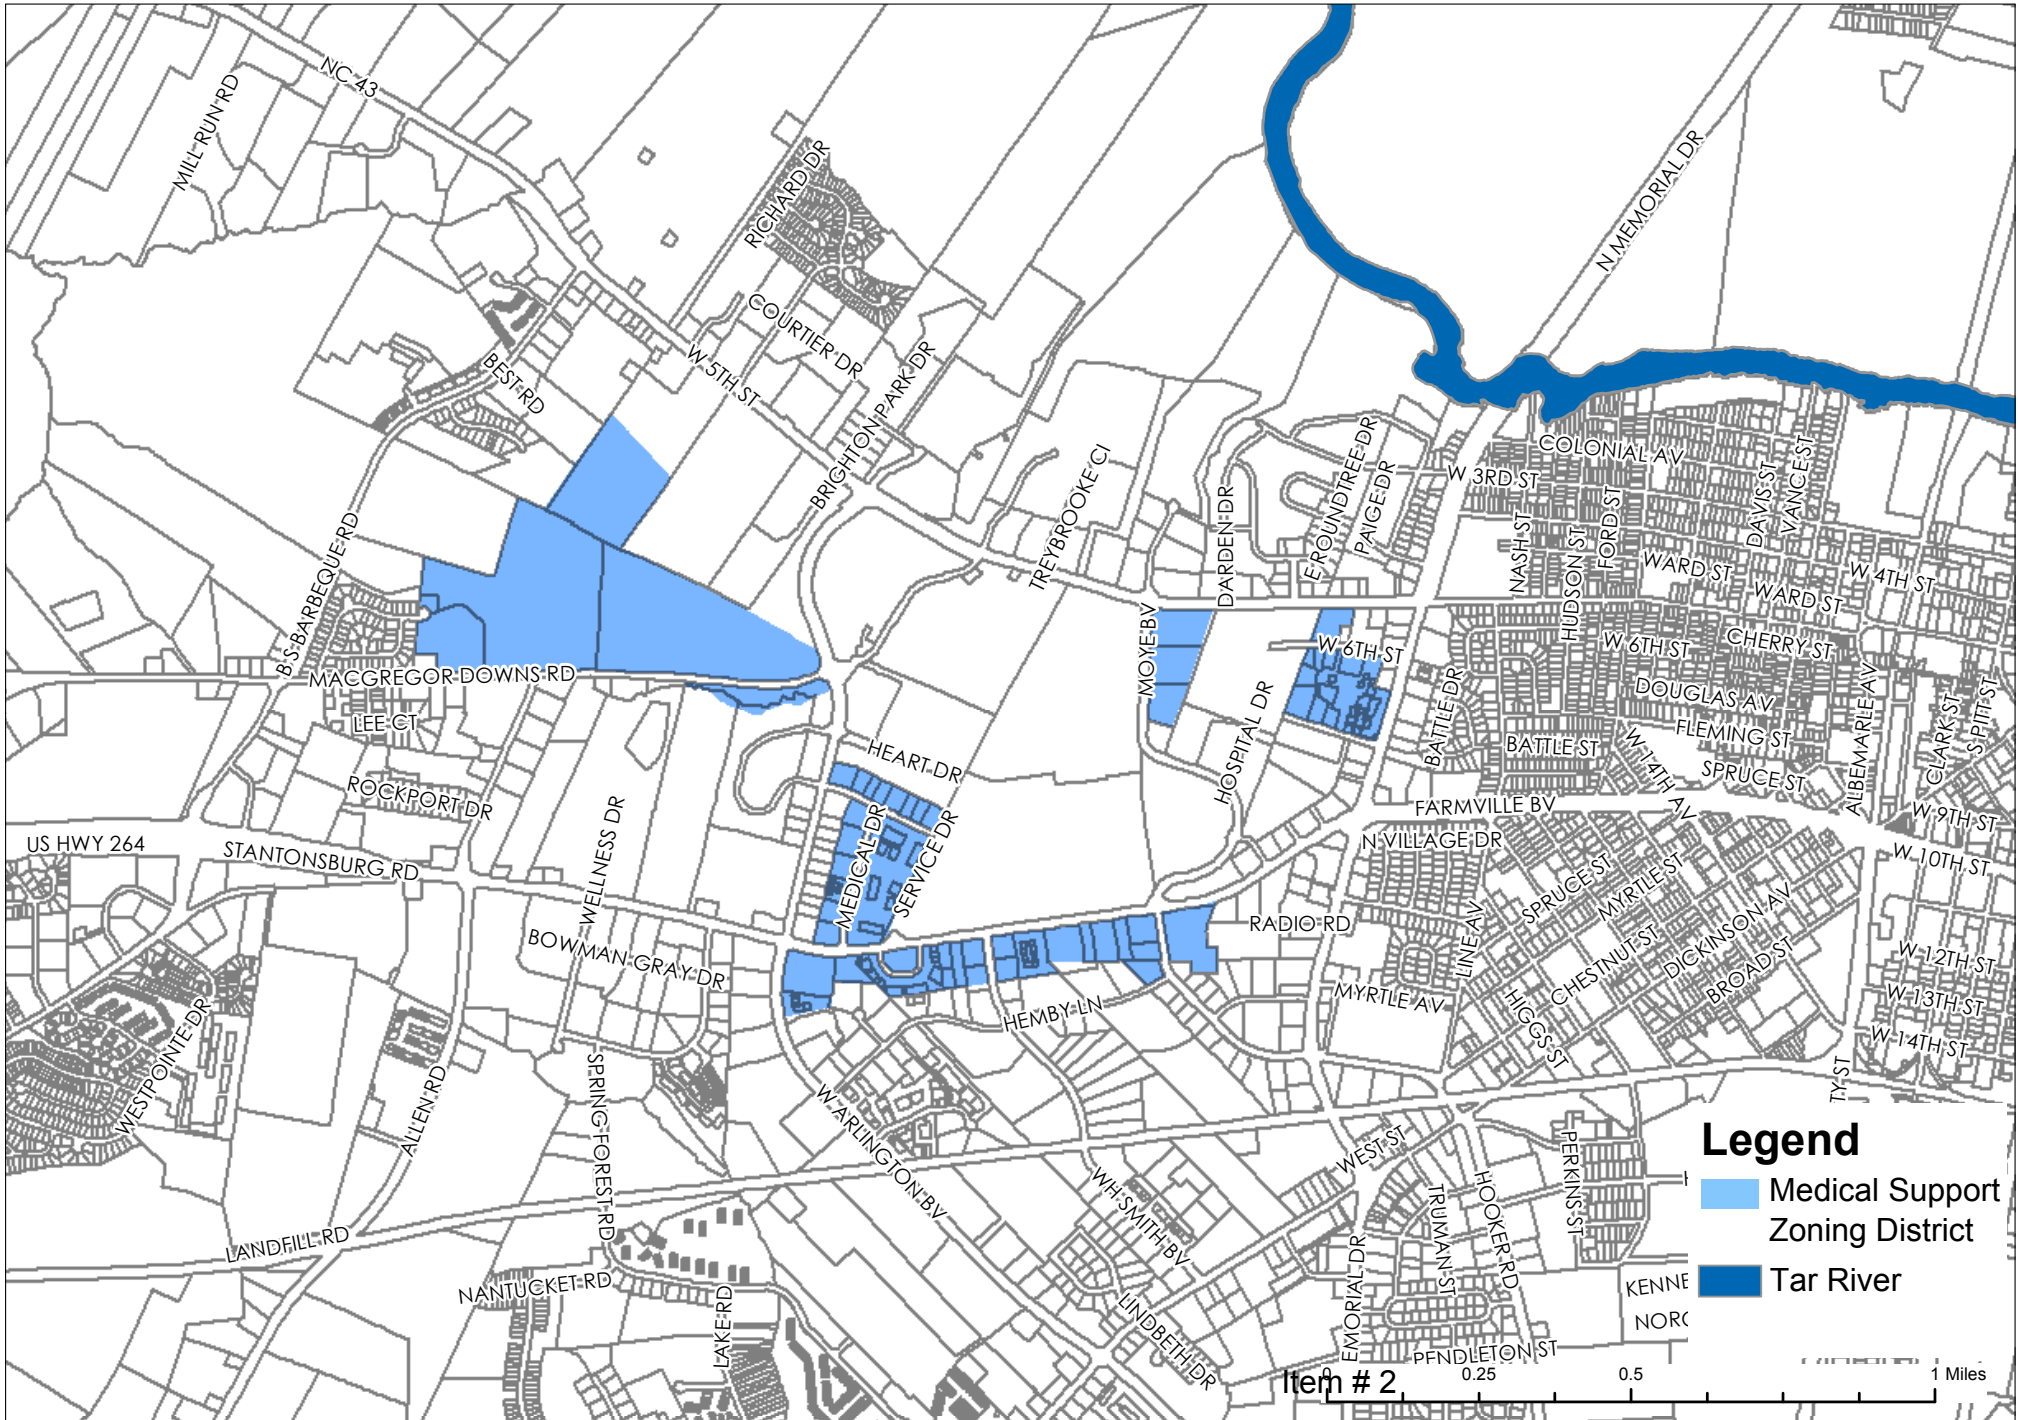 NC 43
MILL RUN RD
RICHARD DR
N MEMORIAL DR
COURTIER DR
W 5TH ST
BEST RD
BRIGHTON PARK DR
COLONIAL AV
W 3RD ST
E ROUNDTREE DR
PAIGE DR
DARDEN DR
TREYBROOKE CI
NASH ST
FORD ST
HUDSON ST
DAVIS ST
VANCE ST
WARD ST
WARD ST
W 4TH ST
B S BARBEQUE RD
MOYE BV
W 6TH ST
W 6TH ST
CHERRY ST
MACGREGOR DOWNS RD
LEE CT
DOUGLAS AV
FLEMING ST
BATTLE DR
BATTLE ST
W 14TH AV
SPRUCE ST
ALBEMARLE AV
CLARK ST
S PITT ST
HEART DR
HOSPITAL DR
ROCKPORT DR
WELLNESS DR
MEDICAL DR
SERVICE DR
FARMVILLE BV
N VILLAGE DR
W 9TH ST
W 10TH ST
US HWY 264
STANTONSBURG RD
BOWMAN GRAY DR
RADIO RD
LINE AV
SPRUCE ST
MYRTLE ST
CHESTNUT ST
DICKINSON AV
BROAD ST
W 12TH ST
W 13TH ST
W 14TH ST
HEMBY LN
MYRTLE AV
HIGGS ST
WESTPOINTE DR
ALLEN RD
SPRING FOREST RD
W ARLINGTON BV
WEST ST
TY ST
PERKINS ST
HOOKER RD
TRUMAN ST
WH SMITH BV
LANDFILL RD
NANTUCKET RD
LAKE RD
LINDBETH DR
EMORIAL DR
PENDLETON ST
KENNE
NORC
Legend
Medical Support
Zoning District
Tar River
Item # 2
0 0.25 0.5 1 Miles